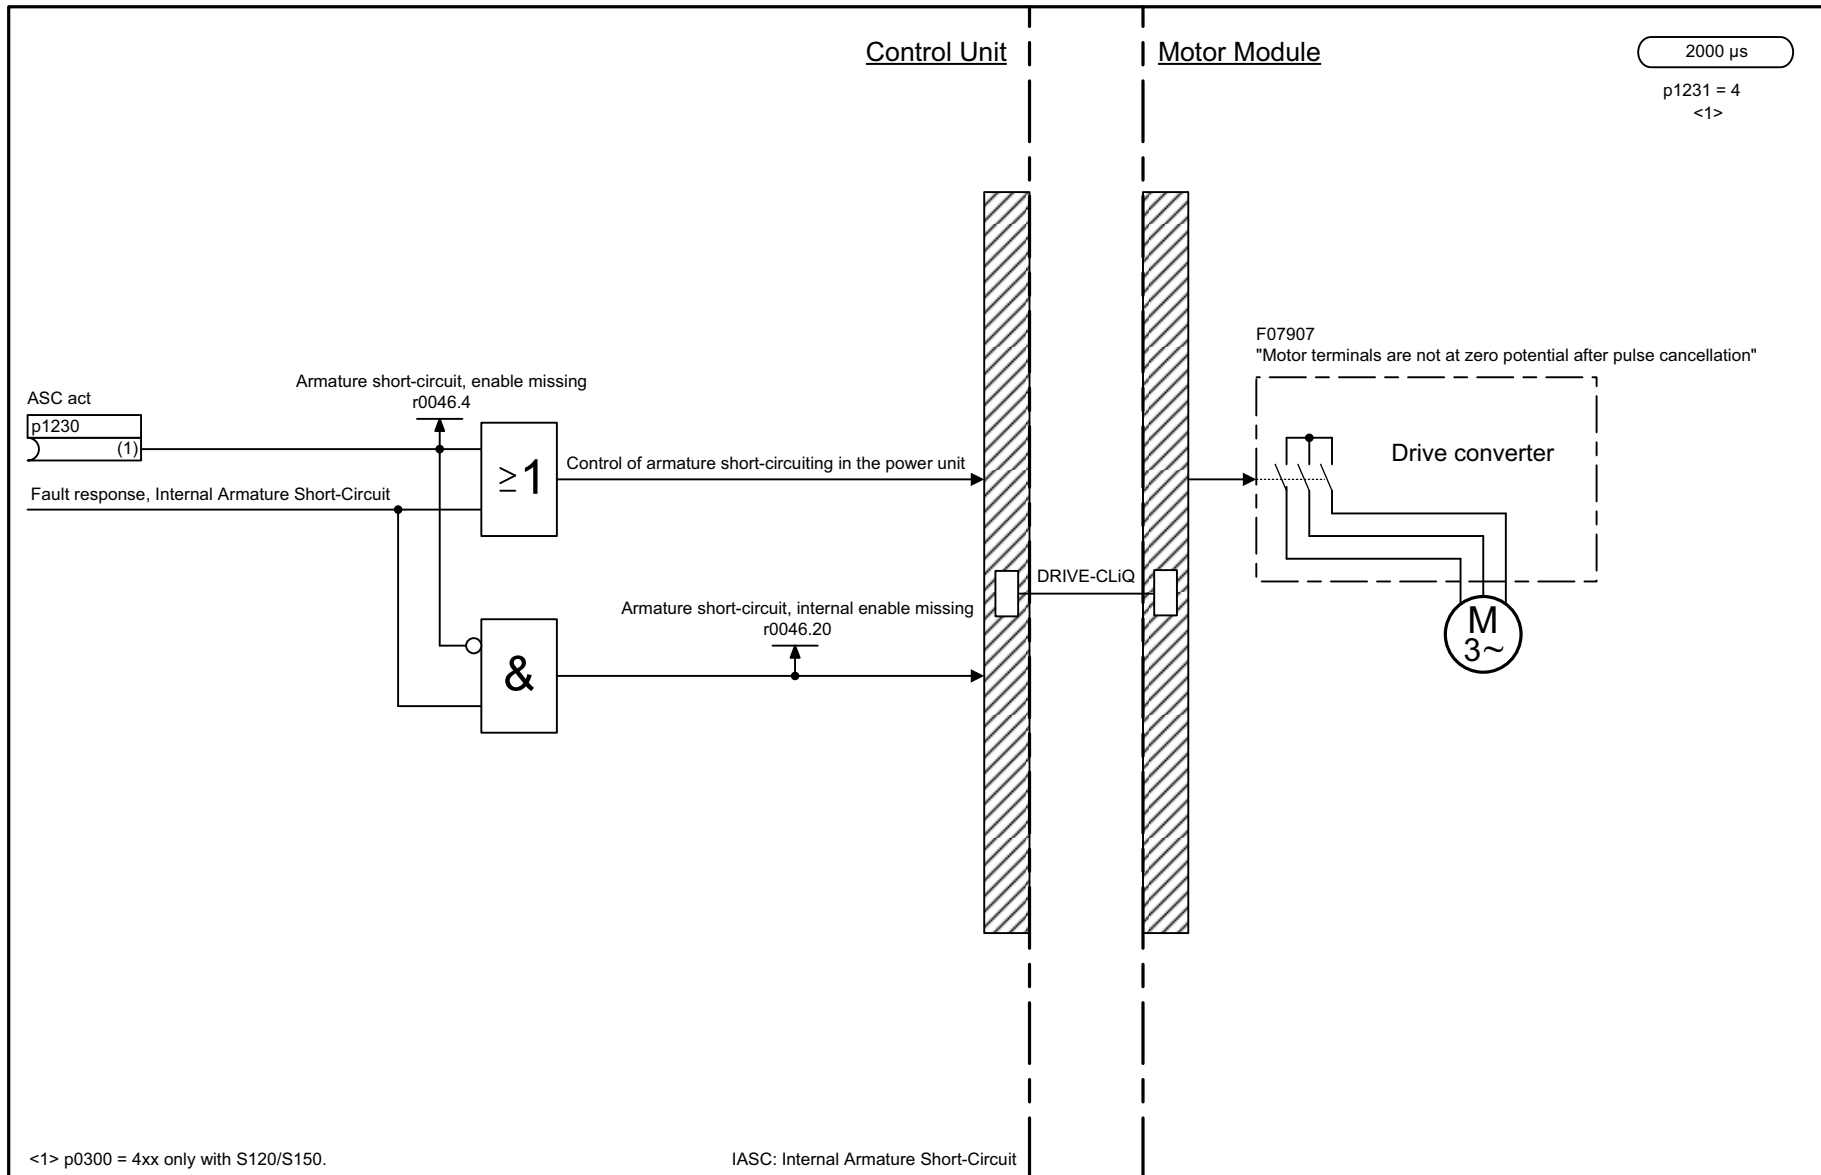 Control Unit
Motor Module
2000 µs
p1231 = 4
<1>
F07907
"Motor terminals are not at zero potential after pulse cancellation"
Armature short-circuit, enable missing
r0046.4
ASC act
p1230
(1)
Drive converter
≥1
Control of armature short-circuiting in the power unit
Fault response, Internal Armature Short-Circuit
DRIVE-CLiQ
Armature short-circuit, internal enable missing
r0046.20
M
3~
&
<1> p0300 = 4xx only with S120/S150.
IASC: Internal Armature Short-Circuit